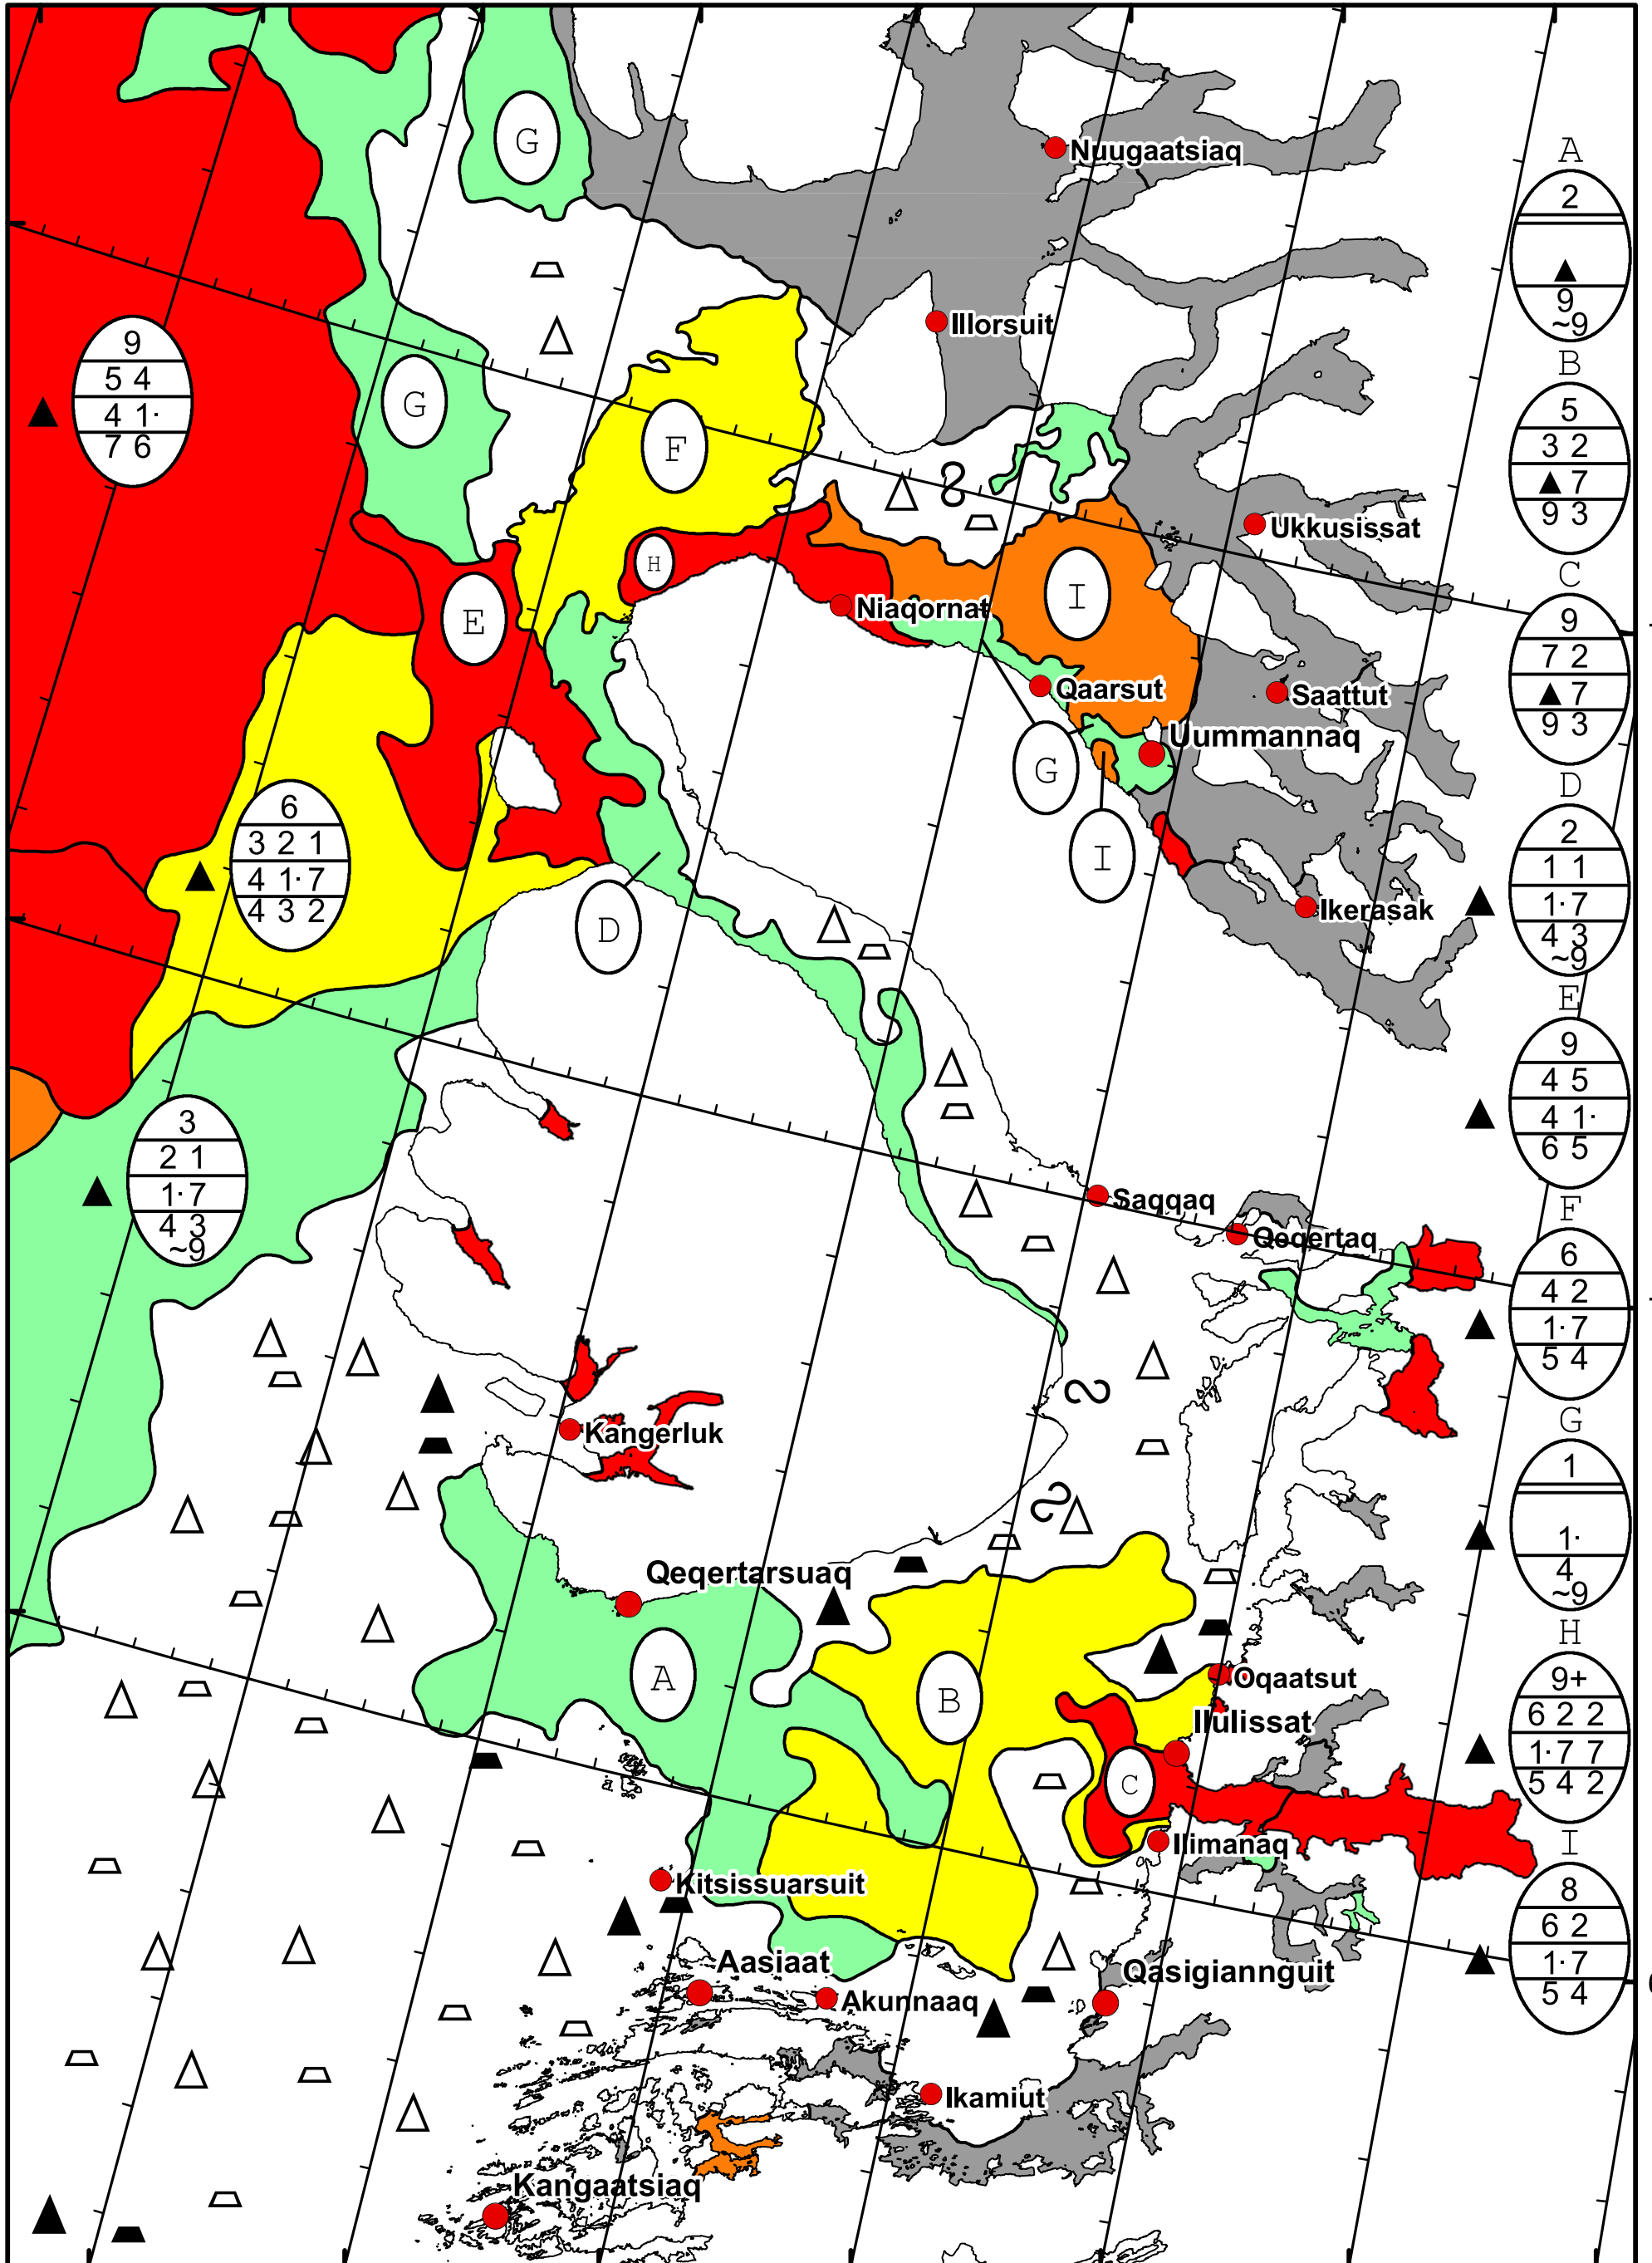 G
Nuugaatsiaq
Illorsuit
9
5 4
4 1·
7 6
G
F
Ukkusissat
H
E
Niaqornat
I
Qaarsut
Saattut
Uummannaq
G
I
6
3 2 1
4 1· 7
4 3 2
D
Ikerasak
3
2 1
1· 7
4 3
~9
Saqqaq
Qeqertaq
Kangerluk
Qeqertarsuaq
A
B
Oqaatsut
Ilulissat
C
Ilimanaq
Kitsissuarsuit
Aasiaat
Akunnaaq
Qasigiannguit
Ikamiut
Kangaatsiaq
A
2
9
~9
B
5
3 2
▲ 7
9 3
C
9
7 2
▲ 7
9 3
D
2
1 1
1· 7
4 3
~9
E
9
4 5
4 1·
6 5
F
6
4 2
1· 7
5 4
G
1
1·
4
~9
H
9+
6 2 2
1· 7 7
5 4 2
I
8
6 2
1· 7
5 4